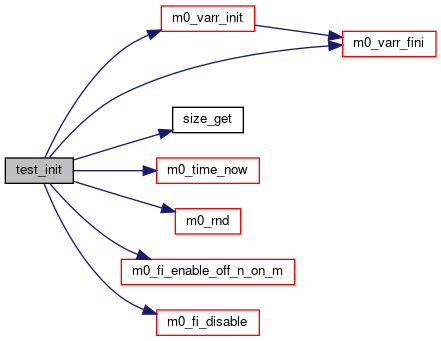 m0_varr_init
m0_varr_fini
size_get
test_init
m0_time_now
m0_rnd
m0_fi_enable_off_n_on_m
m0_fi_disable